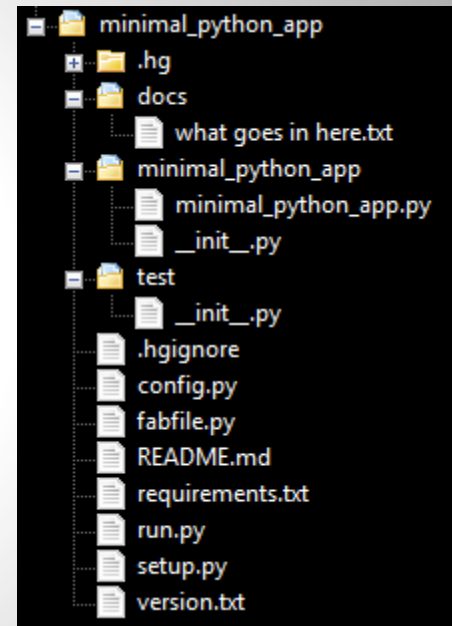 minimal_python_app
.hg
docs
what goes in here.txt
minimal_python_app
minimal_python_app.py
__init__.py
test
__init__.py
.hgignore
config.py
fabfile.py
README.md
requirements.txt
run.py
setup.py
version.txt